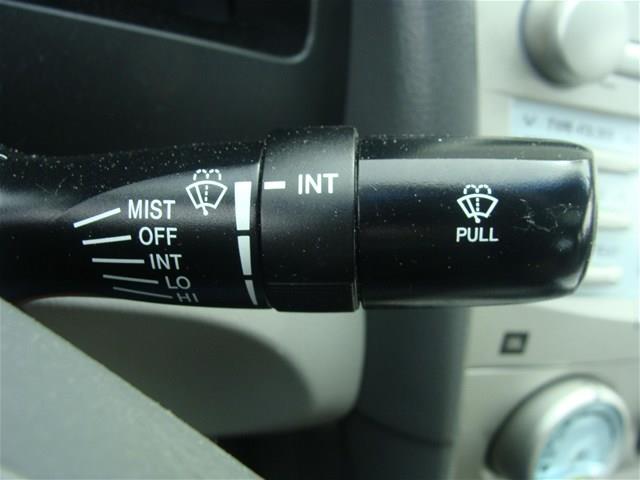 MIST
OFF
INT
LO
HI
INT
PULL